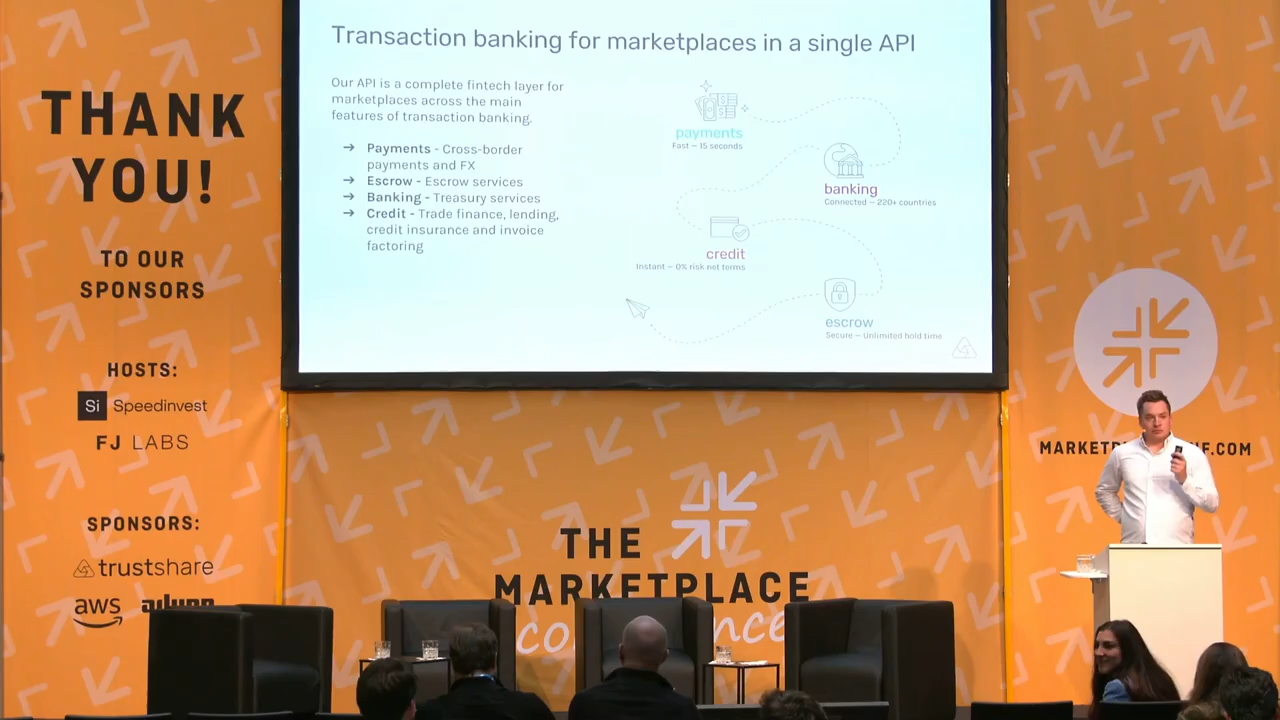 Transaction banking for marketplaces in a single API
Our API is a complete fintech layer for
marketplaces across the main
features of transaction banking.
→ Payments - Cross-border
payments and FX
→ Escrow - Escrow services
→ Banking - Treasury services
→ Credit - Trade finance, lending,
credit insurance and invoice
factoring
payments
Fast — 15 seconds
banking
Connected — 220+ countries
credit
Instant — 0% risk net terms
escrow
Secure — Unlimited hold time
THANK
YOU!
TO OUR
SPONSORS
HOSTS:
Si Speedinvest
FJ LABS
SPONSORS:
trustshare
aws
THE
MARKETPLACE